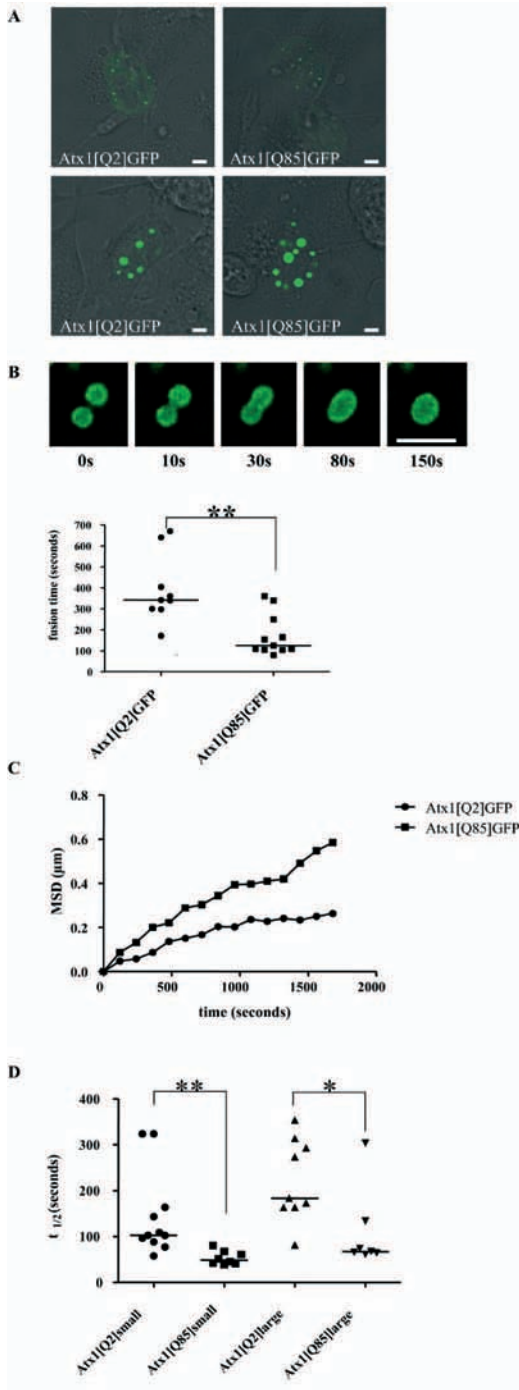 A
Atx1[Q2]GFP Atx1[Q85]GFP
Atx1[Q2]GFP Atx1[Q85]GFP
B
0s 10s 30s 80s 150s
**
700
600
500
400
300
200
100
0
fusion time (seconds)
Atx1[Q2]GFP Atx1[Q85]GFP
C
0.8
0.6
0.4
0.2
0.0
MSD (µm)
0 500 1000 1500 2000
time (seconds)
Atx1[Q2]GFP
Atx1[Q85]GFP
D
** *
400
300
200
100
0
t 1/2 (seconds)
Atx1[Q2]small Atx1[Q85]small Atx1[Q2]large Atx1[Q85]large